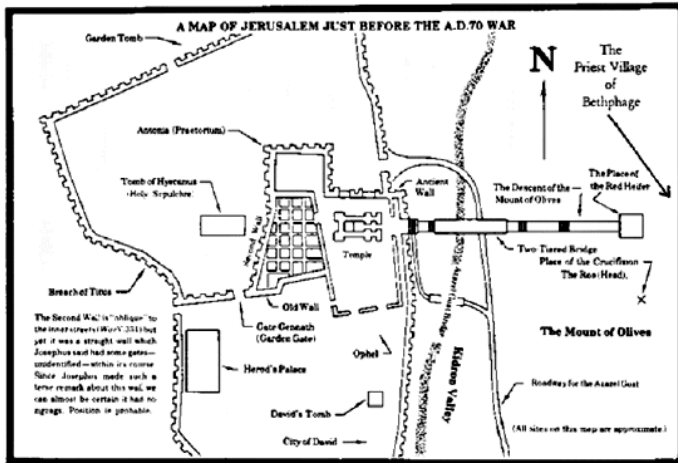 A MAP OF JERUSALEM JUST BEFORE THE A.D.70 WAR
Garden Tomb
N
The
Priest Village
of
Bethphage
Antonia (Praetorium)
Ancient
Wall
The Place of
the Red Heifer
The Descent of the
Mount of Olives
Tomb of Hyrcanus
(Holy Sepulchre)
Second Wall
Temple
Two-Tiered Bridge
Place of the Crucifixion
The Ros (Head).
Breach of Titus
Old Wall
Gate Gennath
(Garden Gate)
The Second Wall is "oblique" to
the inner streets (War V.
) but
yet it was a straight wall which
Josephus said had some gates—
unidentified—within its course.
Since Josephus made such a
terse remark about this wall we
can almost be certain it had no
zigzags. Position is probable.
Herod's Palace
Ophel
Azazel Goat Bridge
Kidron Valley
The Mount of Olives
Roadway for the Azazel Goat
David's Tomb
City of David
(All sites on this map are approximate.)